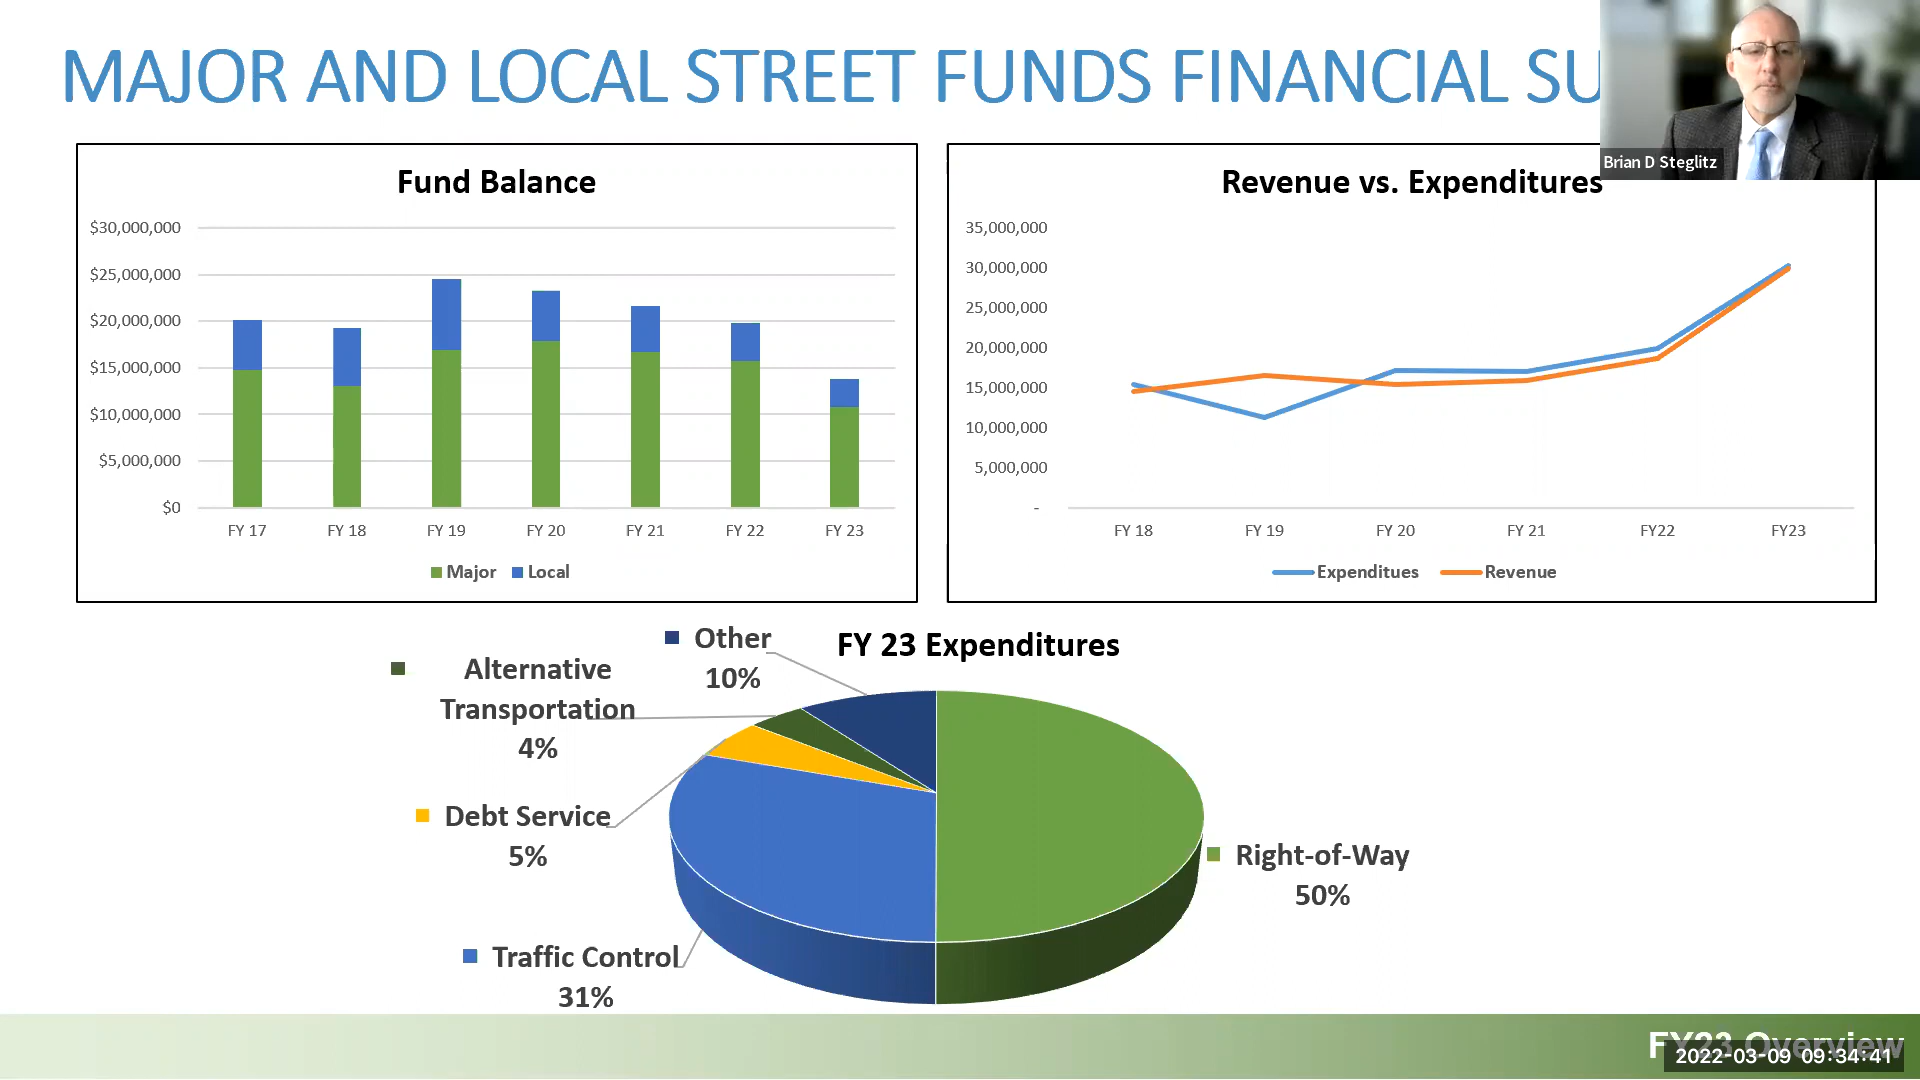 MAJOR AND LOCAL STREET FUNDS FINANCIAL SU
Brian D Steglitz
Fund Balance
$30,000,000
$25,000,000
$20,000,000
$15,000,000
$10,000,000
$5,000,000
$0
FY 17 FY 18 FY 19 FY 20 FY 21 FY 22 FY 23
Major Local
Revenue vs. Expenditures
35,000,000
30,000,000
25,000,000
20,000,000
15,000,000
10,000,000
5,000,000
-
FY 18 FY 19 FY 20 FY 21 FY22 FY23
Expenditues Revenue
FY 23 Expenditures
Other
10%
Alternative
Transportation
4%
Debt Service
5%
Traffic Control
31%
Right-of-Way
50%
FY23 Overview
2022-03-09 09:34:41